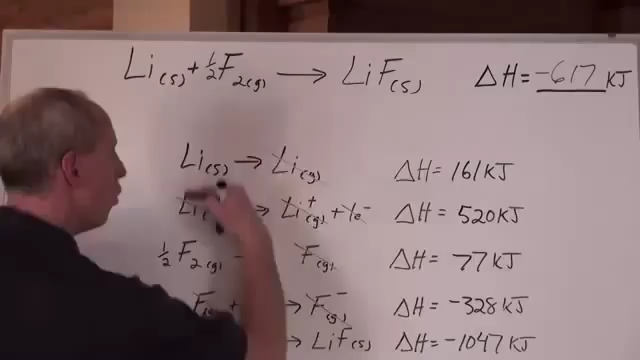 Li(s) + ½F2(g) → LiF(s) ΔH = -617 KJ
Li(s) → Li(g) ΔH = 161 KJ
Li → Li+(g) + 1e- ΔH = 520 KJ
½F2(g) F(g) ΔH = 77 KJ
F(g) + → F(g)- ΔH = -328 KJ
→ LiF(s) ΔH = -1047 KJ